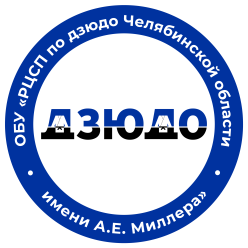 ОБУ «РЦСП по дзюдо Челябинской области
ДЗЮДО
имени А.Е. Миллера»